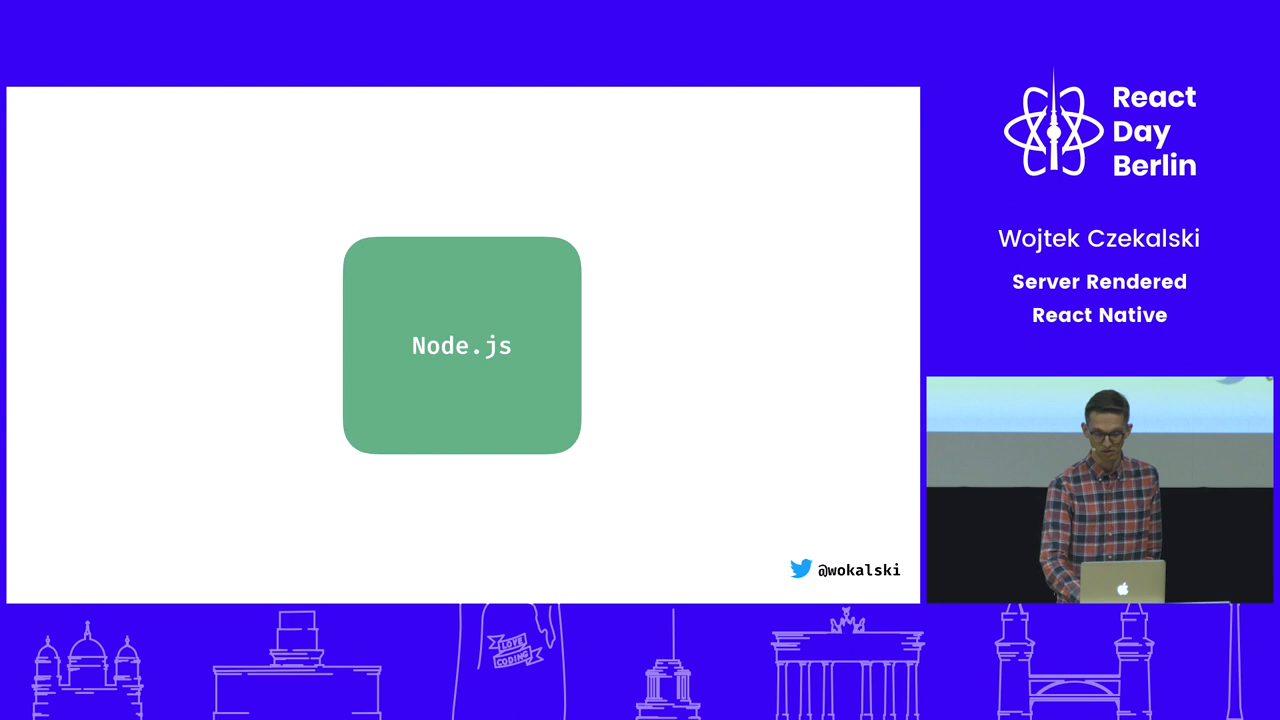 Node.js
@wokalski
React
Day
Berlin
Wojtek Czekalski
Server Rendered
React Native
LOVE
CODING